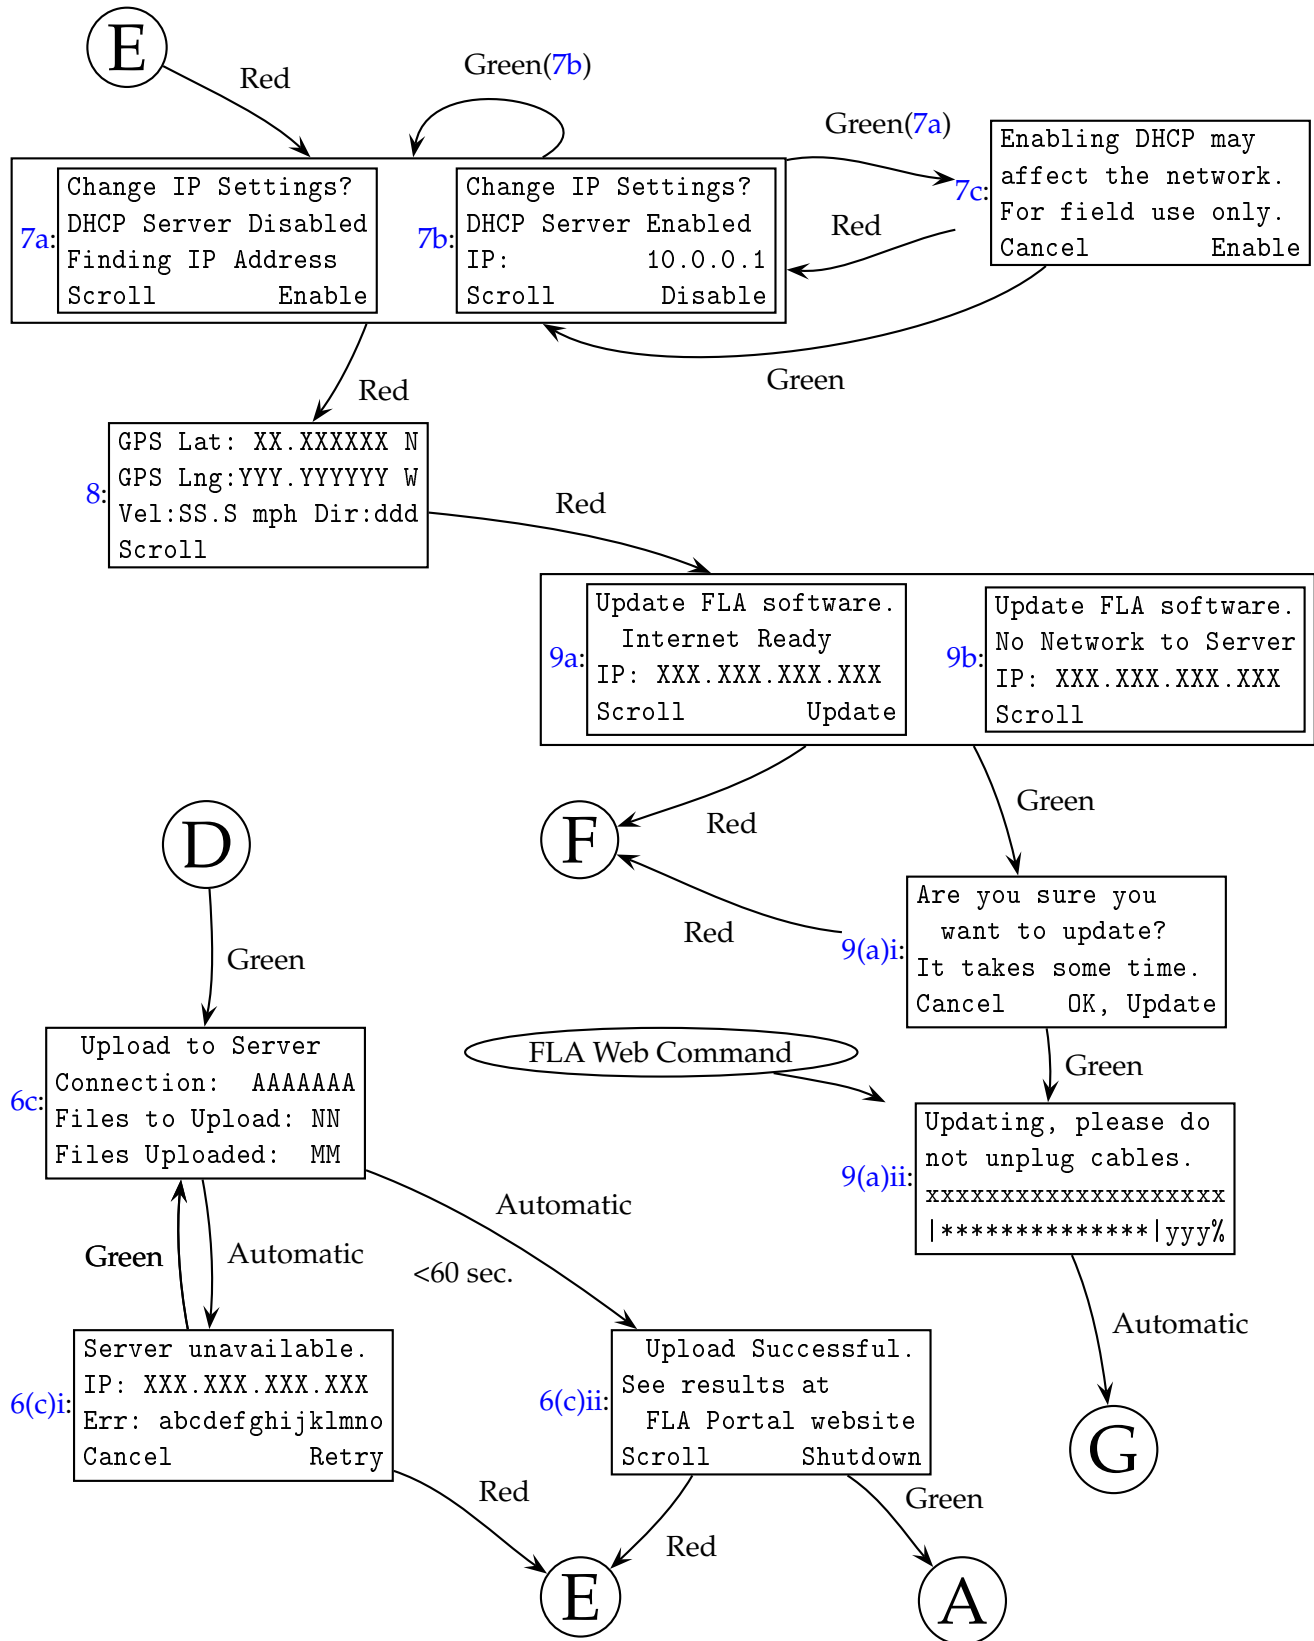 E
Red
Green(7b)
Green(7a)
7a:
Change IP Settings?
DHCP Server Disabled
Finding IP Address
Scroll Enable
7b:
Change IP Settings?
DHCP Server Enabled
IP: 10.0.0.1
Scroll Disable
7c:
Enabling DHCP may
affect the network.
For field use only.
Cancel Enable
Red
Green
Red
8:
GPS Lat: XX.XXXXXX N
GPS Lng:YYY.YYYYYY W
Vel:SS.S mph Dir:ddd
Scroll
Red
9a:
Update FLA software.
Internet Ready
IP: XXX.XXX.XXX.XXX
Scroll Update
9b:
Update FLA software.
No Network to Server
IP: XXX.XXX.XXX.XXX
Scroll
F
Red
Green
Red
9(a)i:
Are you sure you
want to update?
It takes some time.
Cancel OK, Update
FLA Web Command
Green
9(a)ii:
Updating, please do
not unplug cables.
xxxxxxxxxxxxxxxxxxxx
|**************|yyy%
Automatic
G
D
Green
6c:
Upload to Server
Connection: AAAAAAA
Files to Upload: NN
Files Uploaded: MM
Green
Automatic
Automatic
<60 sec.
6(c)i:
Server unavailable.
IP: XXX.XXX.XXX.XXX
Err: abcdefghijklmno
Cancel Retry
6(c)ii:
Upload Successful.
See results at
FLA Portal website
Scroll Shutdown
Red
Red
Green
E
A